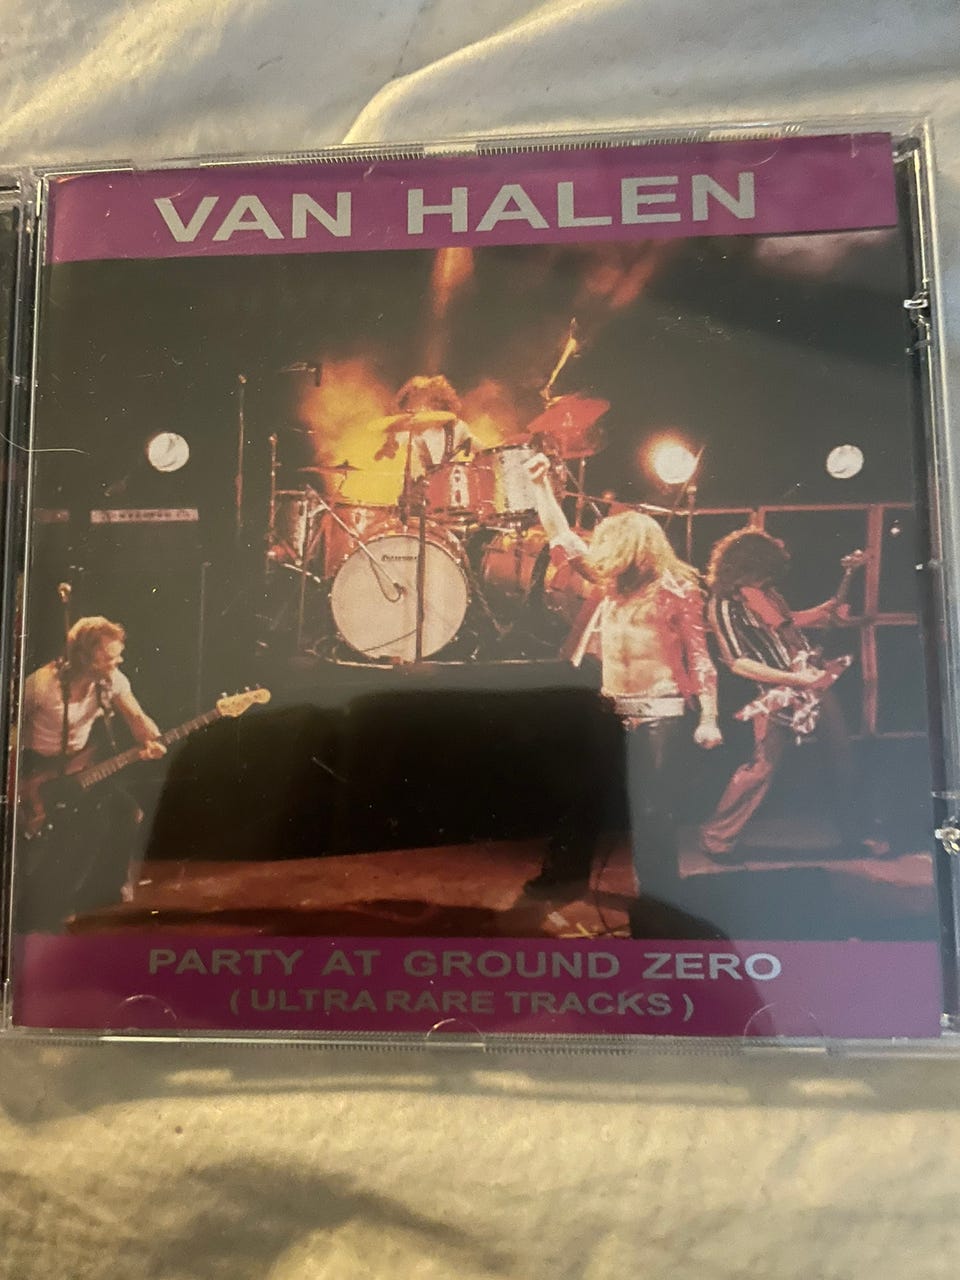 VAN HALEN
PARTY AT GROUND ZERO
( ULTRA RARE TRACKS )